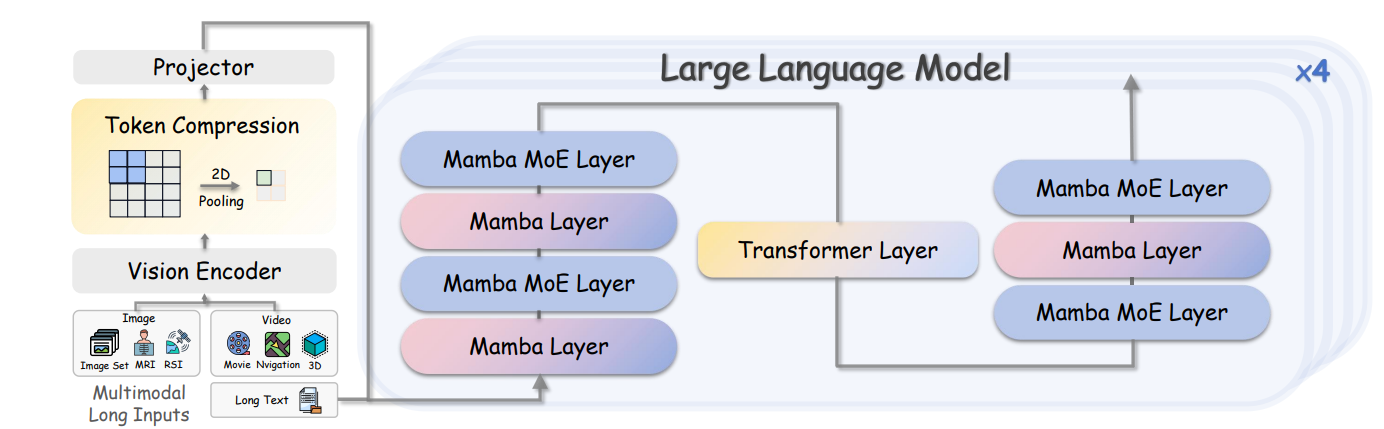 Projector
Token Compression
2D
Pooling
Vision Encoder
Image
Image Set MRI RSI
Video
Movie Nvigation 3D
Multimodal
Long Inputs
Long Text
Large Language Model
x4
Mamba MoE Layer
Mamba Layer
Mamba MoE Layer
Mamba Layer
Transformer Layer
Mamba MoE Layer
Mamba Layer
Mamba MoE Layer